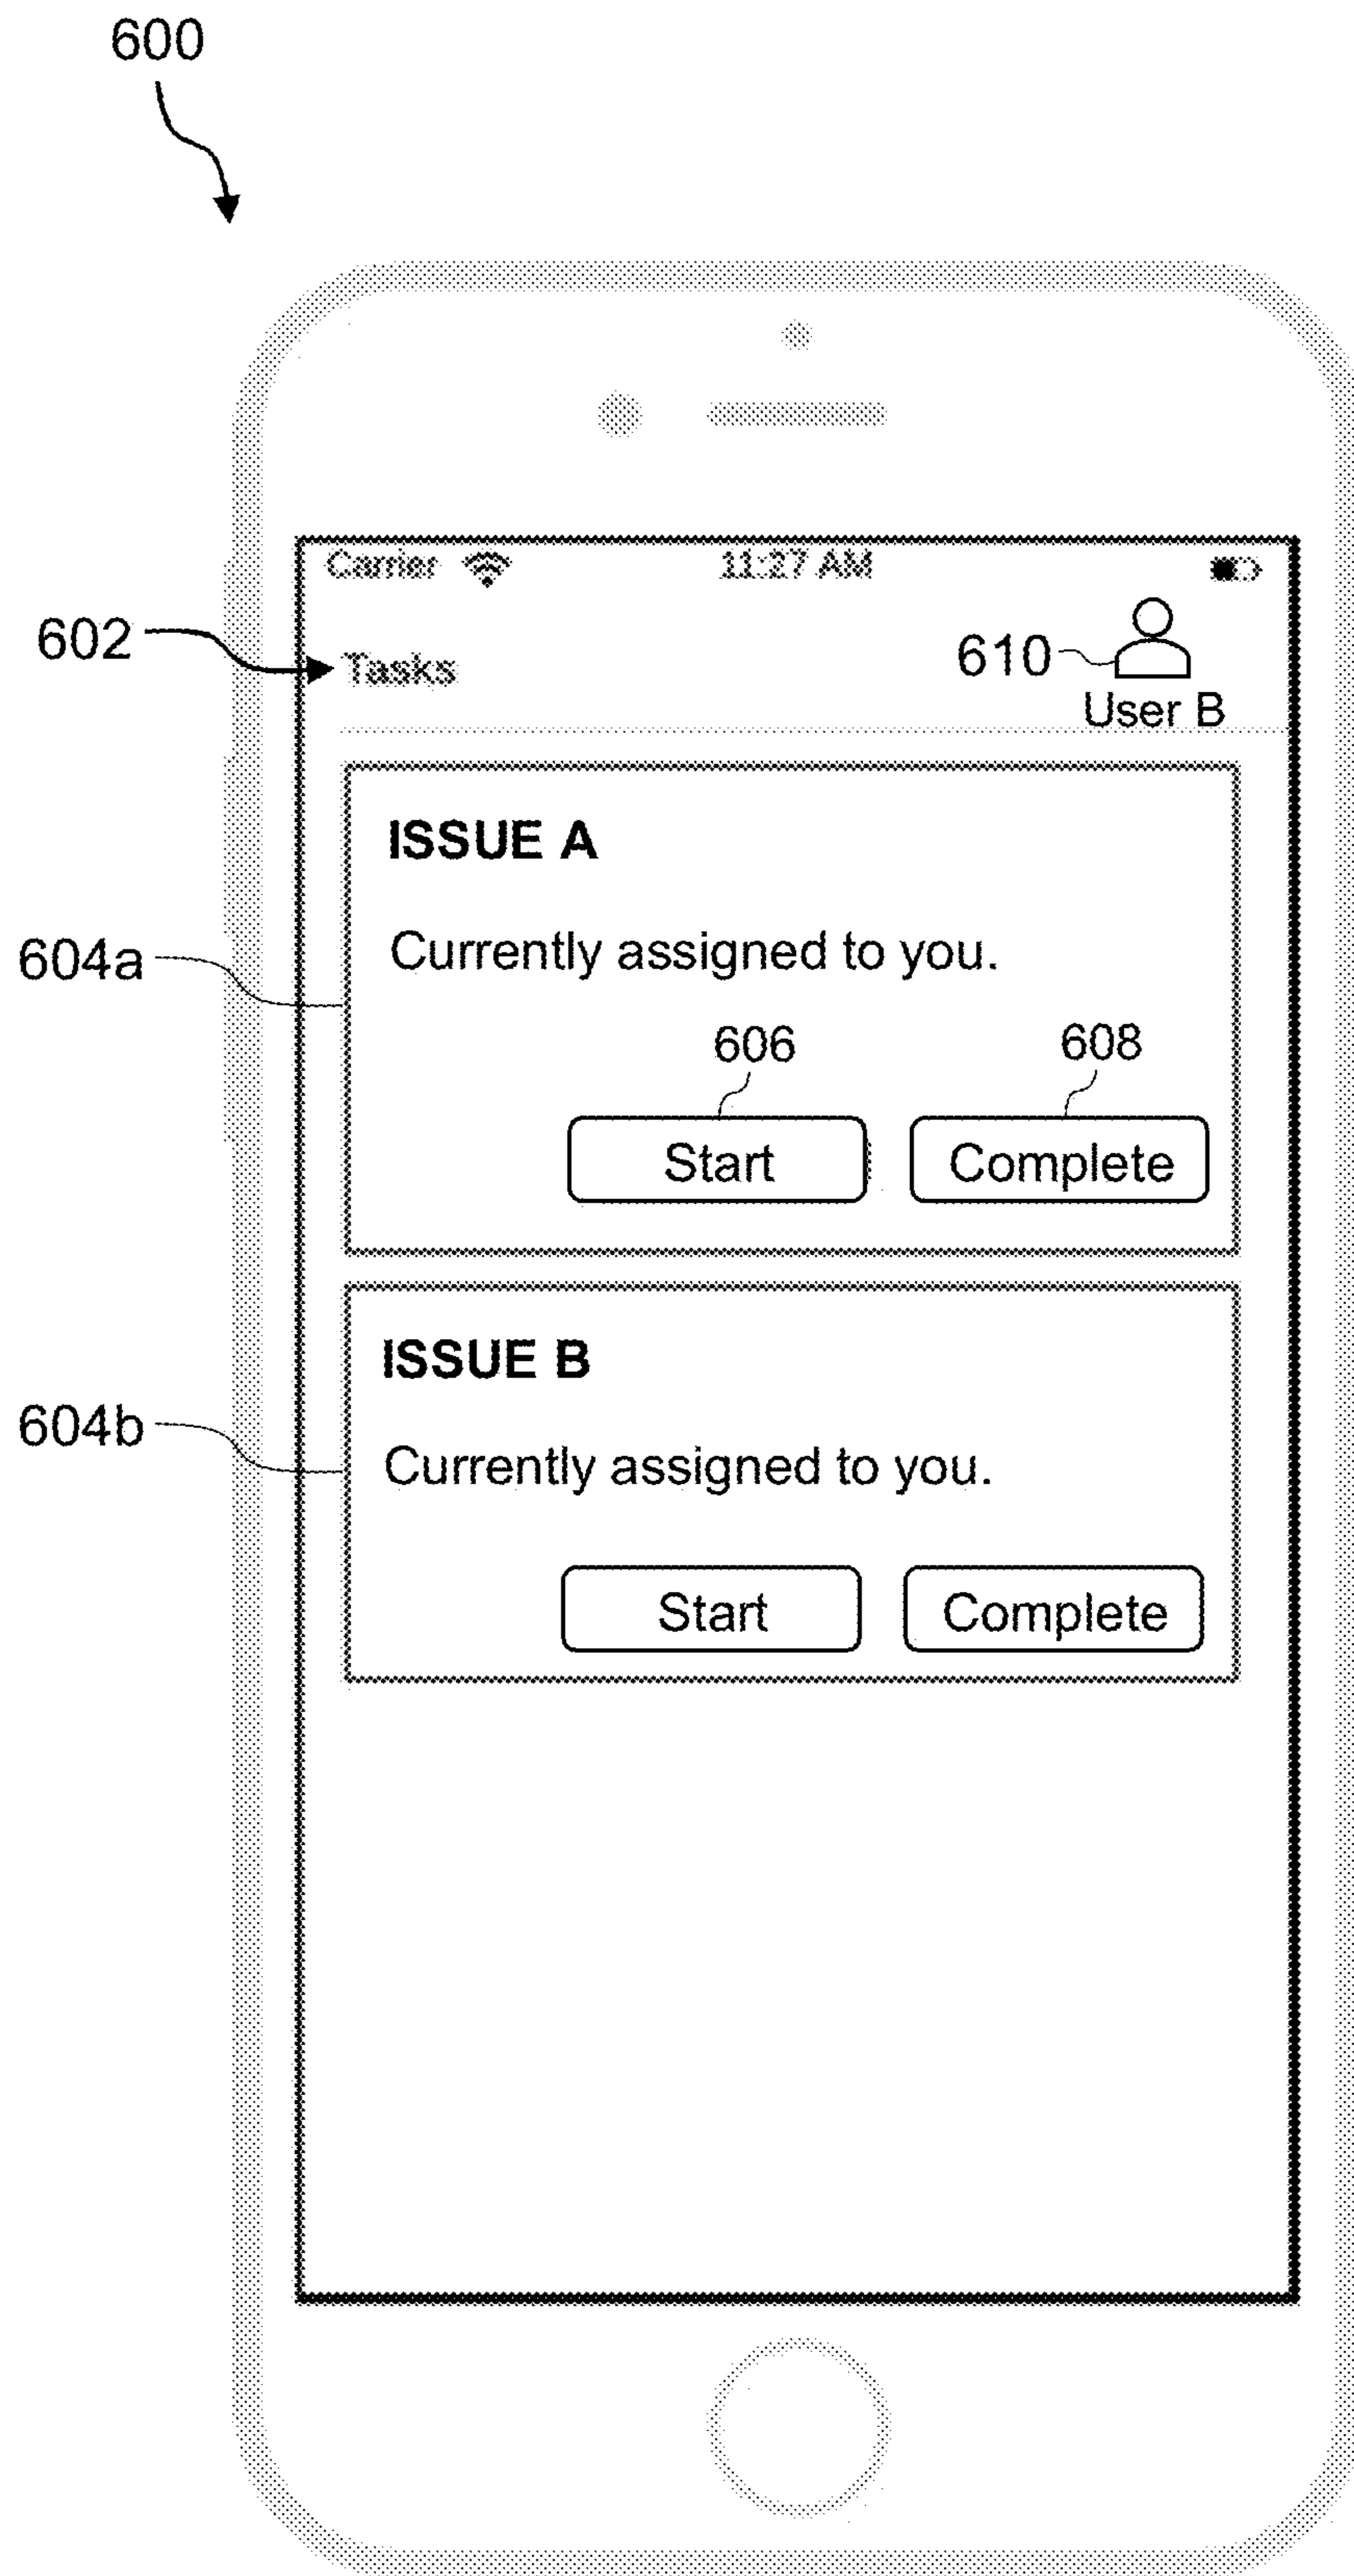 600
Carrier 11:27 AM
602 Tasks 610
User B
ISSUE A
604a Currently assigned to you.
606 608
Start Complete
ISSUE B
604b Currently assigned to you.
Start Complete